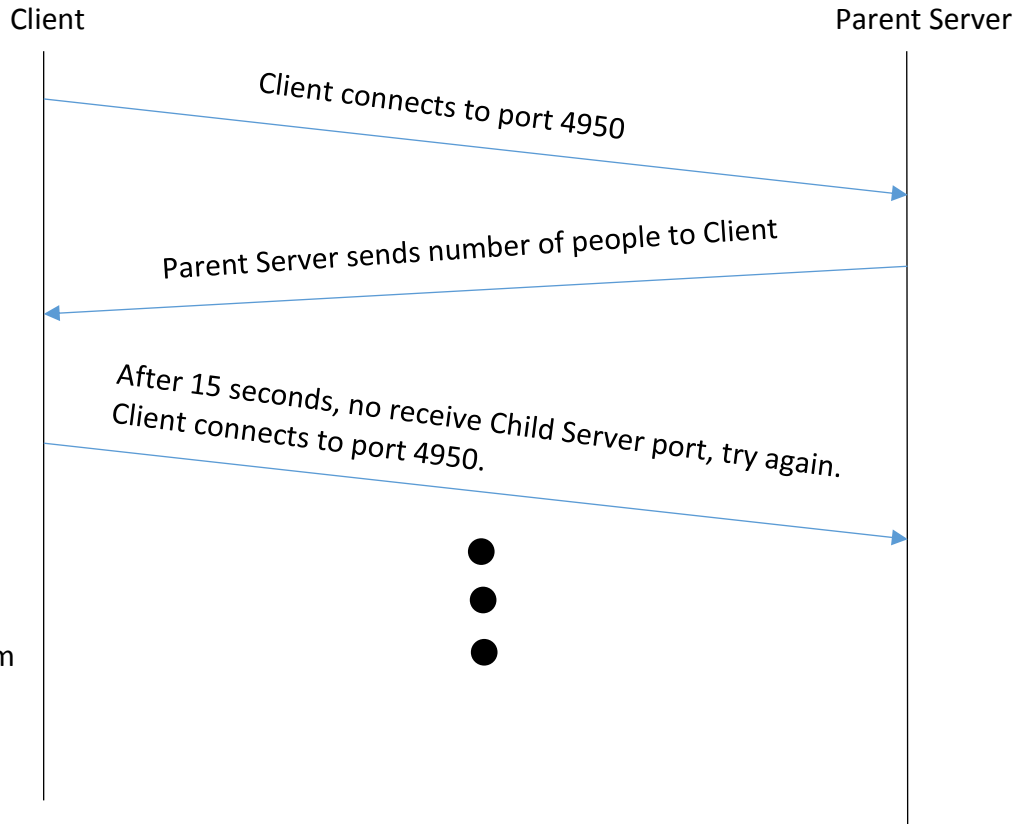 Client
Parent Server
Client connects to port 4950
Parent Server sends number of people to Client
After 15 seconds, no receive Child Server port, try again.
Client connects to port 4950.